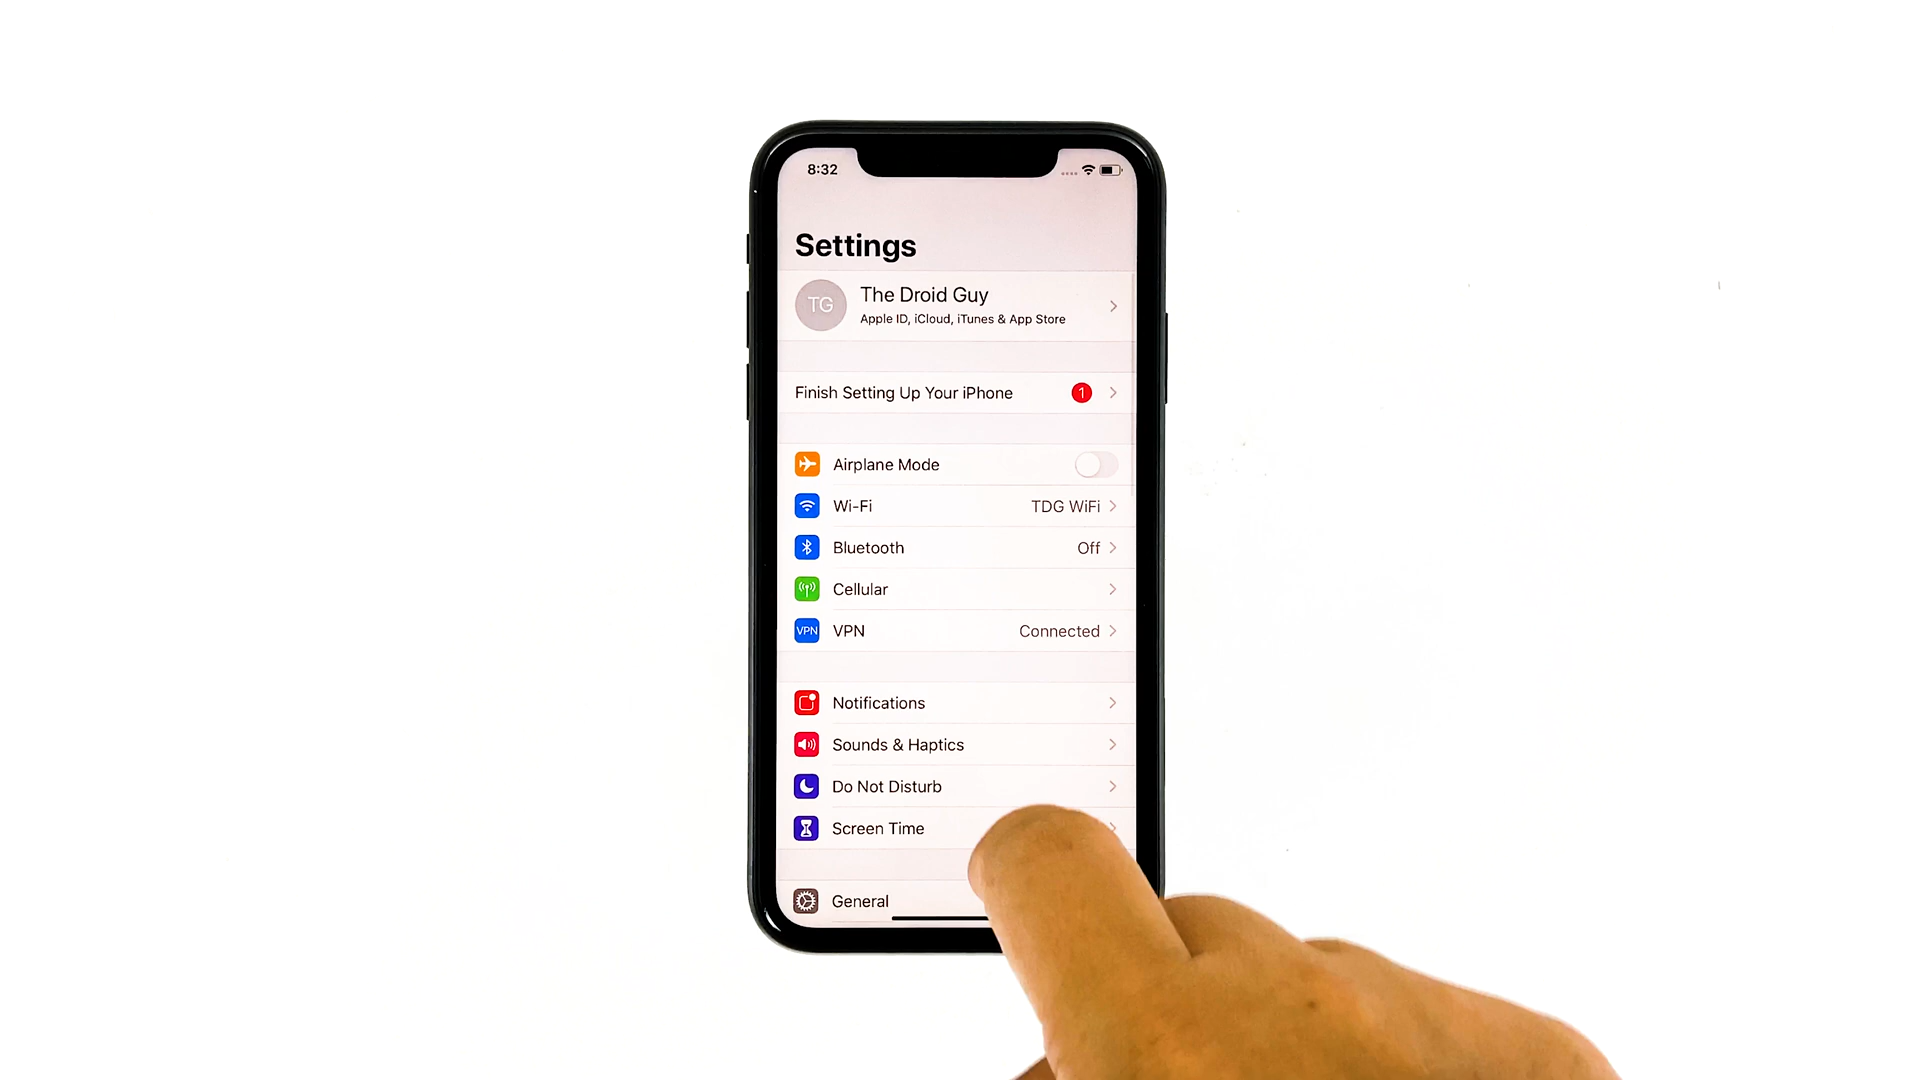 8:32
Settings
TG
The Droid Guy
Apple ID, iCloud, iTunes & App Store
Finish Setting Up Your iPhone 1
Airplane Mode
Wi-Fi TDG WiFi
Bluetooth Off
Cellular
VPN VPN Connected
Notifications
Sounds & Haptics
Do Not Disturb
Screen Time
General